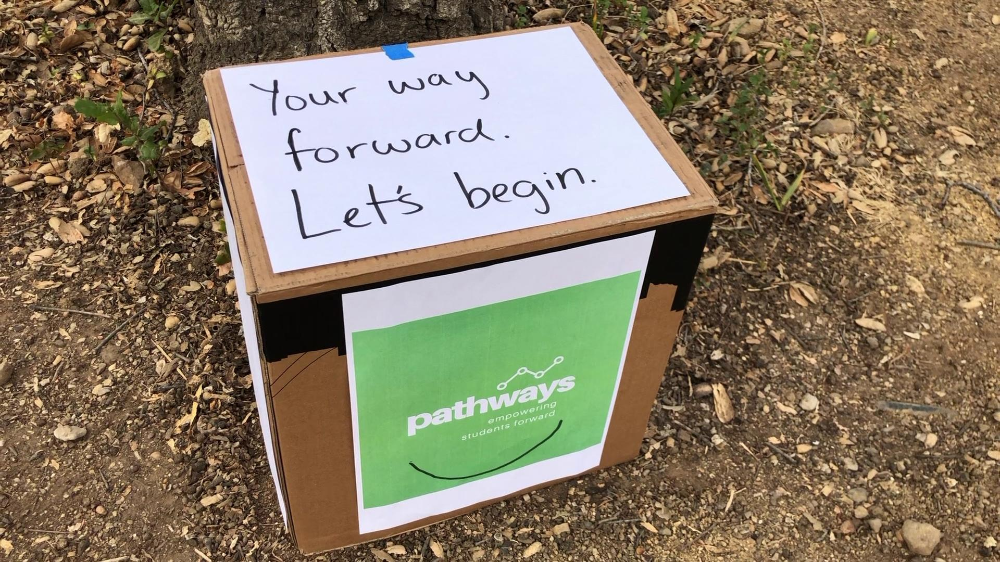 Your way
forward.
Let's begin.
pathways
empowering
students forward